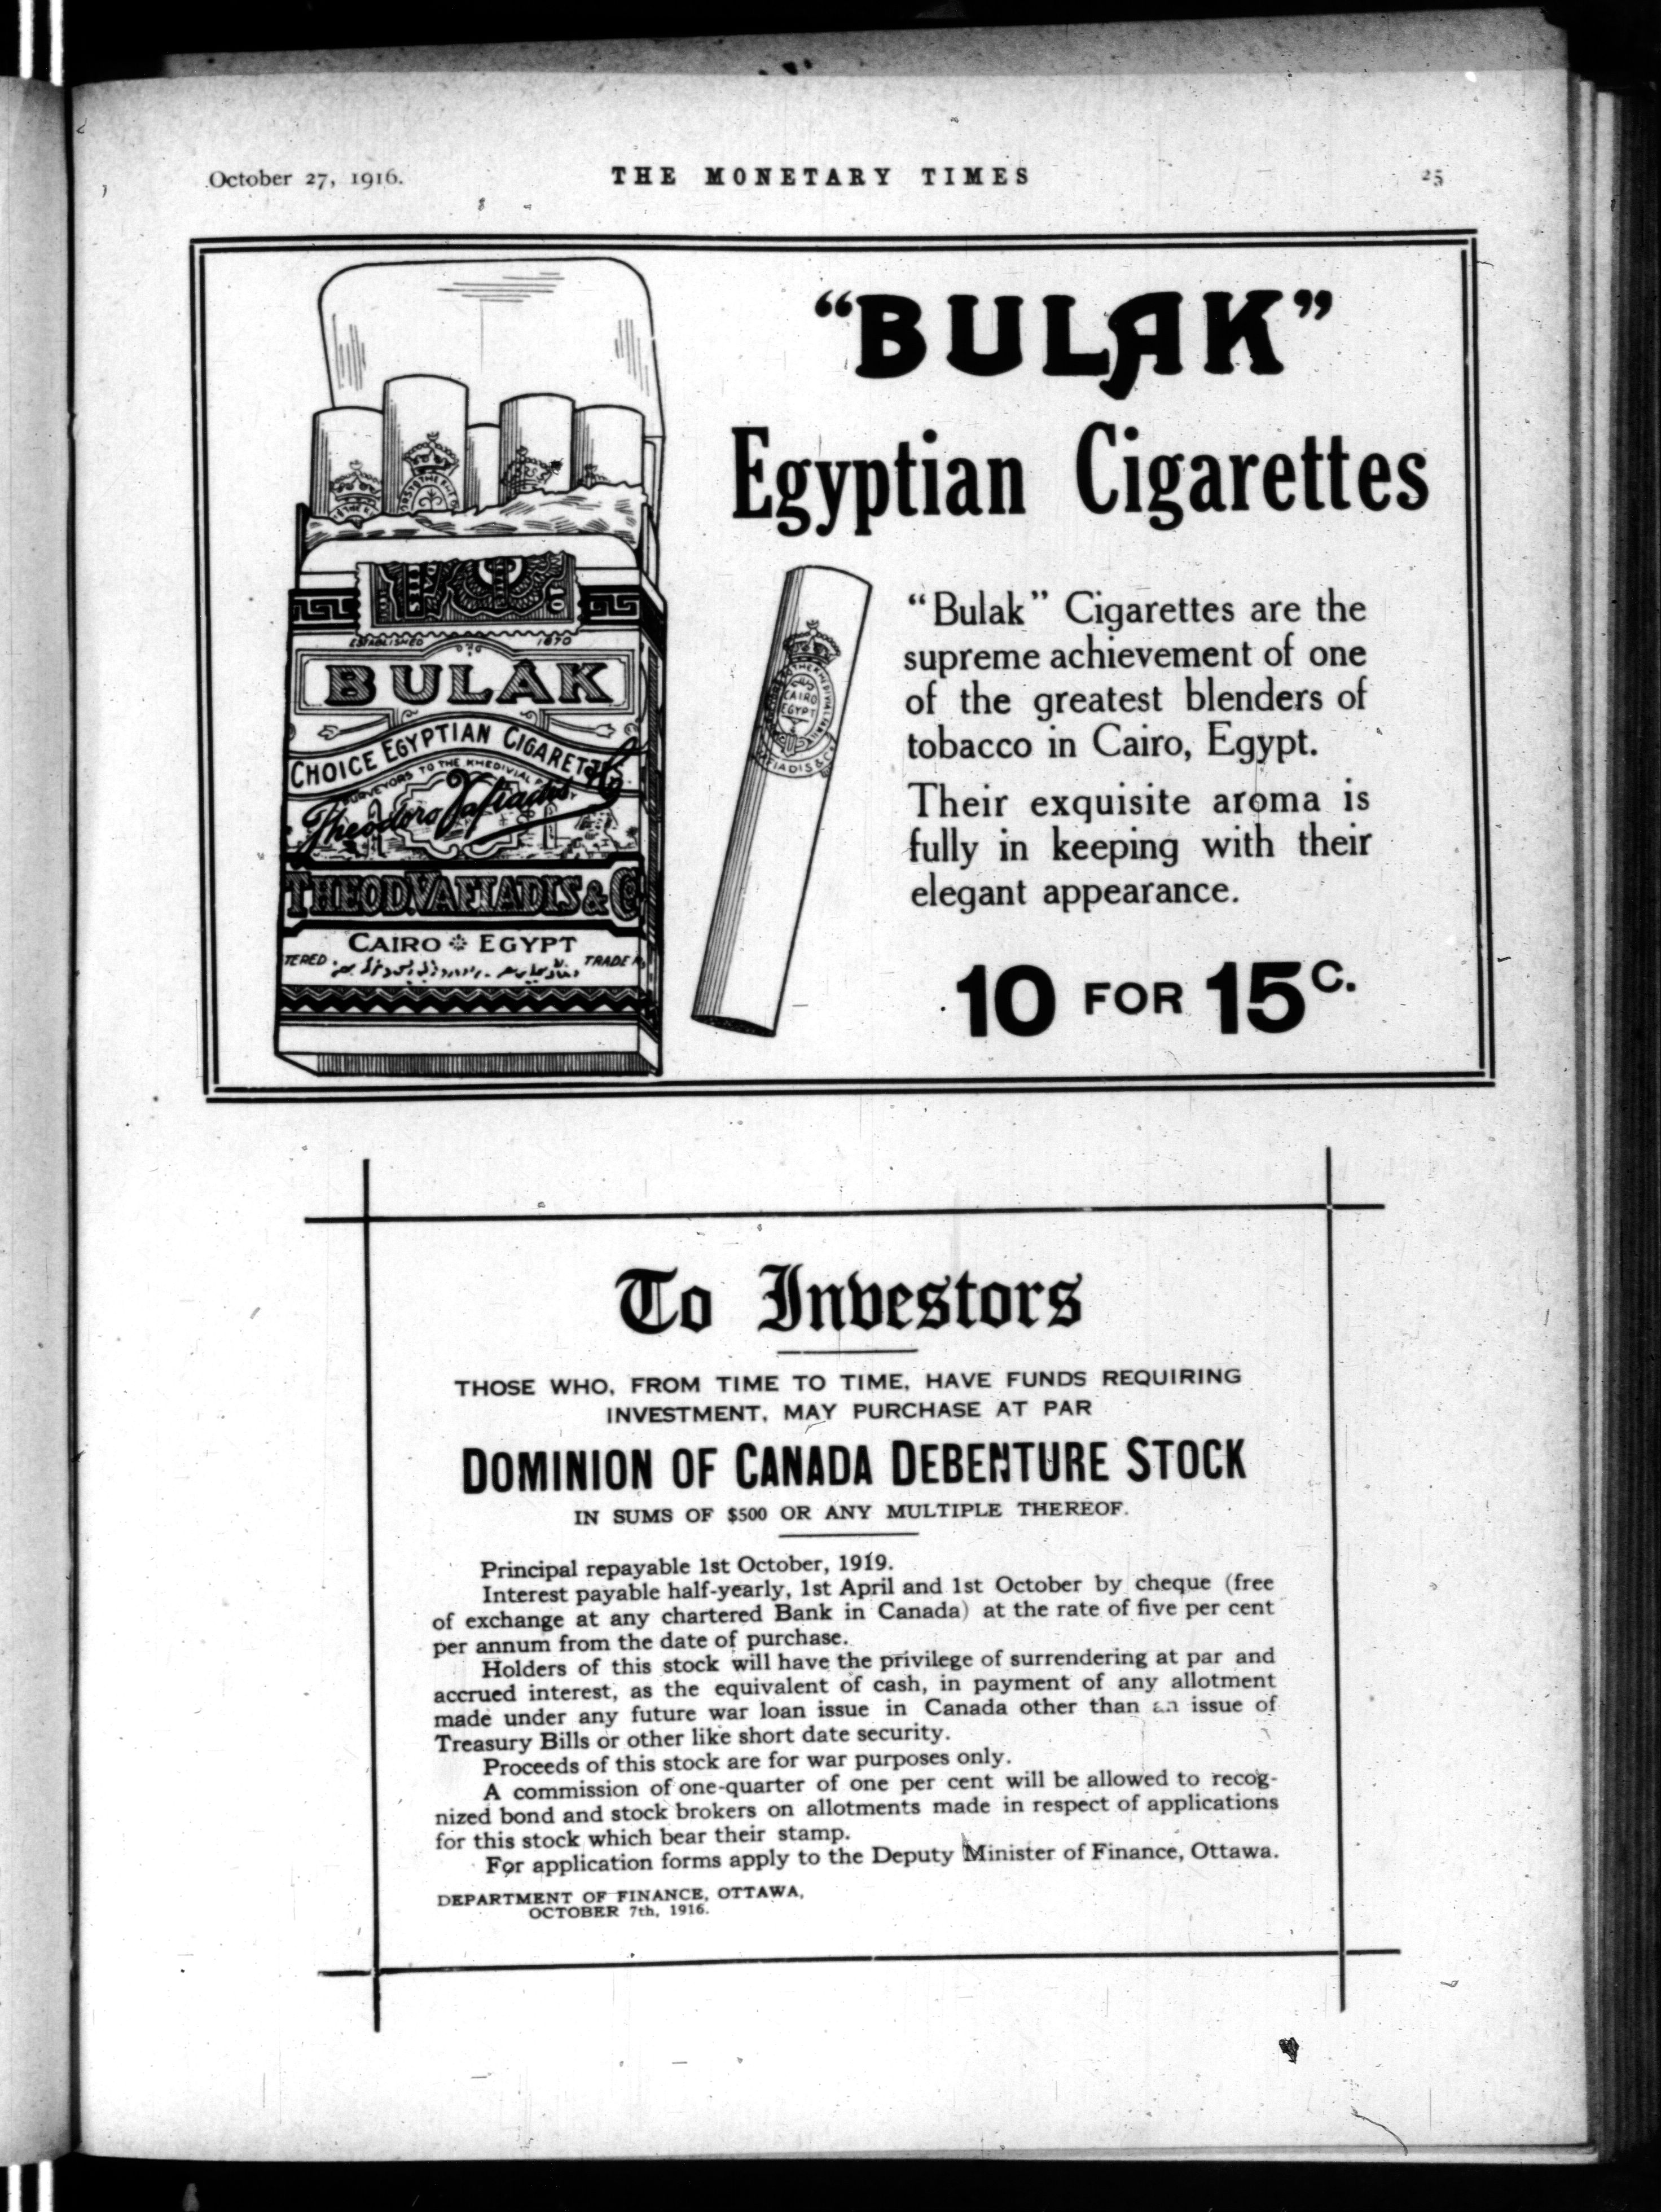 October 27, 1916.
THE MONETARY TIMES
25
ESTABLISHED 1870
BULAK
CHOICE EGYPTIAN CIGARETTES
PURVEYORS TO THE KHEDIVIAL
Theodoro Vafiadis
THEOD. VAFIADIS & Co
CAIRO EGYPT
TERED
TRADE M
CAIRO
EGYPT
"BULAK"
Egyptian Cigarettes
"Bulak" Cigarettes are the
supreme achievement of one
of the greatest blenders of
tobacco in Cairo, Egypt.
Their exquisite aroma is
fully in keeping with their
elegant appearance.
10 FOR 15C.
To Investors
THOSE WHO, FROM TIME TO TIME, HAVE FUNDS REQUIRING
INVESTMENT, MAY PURCHASE AT PAR
DOMINION OF CANADA DEBENTURE STOCK
IN SUMS OF $500 OR ANY MULTIPLE THEREOF.
Principal repayable 1st October, 1919.
Interest payable half-yearly, 1st April and 1st October by cheque (free
of exchange at any chartered Bank in Canada) at the rate of five per cent
per annum from the date of purchase.
Holders of this stock will have the privilege of surrendering at par and
accrued interest, as the equivalent of cash, in payment of any allotment
made under any future war loan issue in Canada other than an issue of
Treasury Bills or other like short date security.
Proceeds of this stock are for war purposes only.
A commission of one-quarter of one per cent will be allowed to recog-
nized bond and stock brokers on allotments made in respect of applications
for this stock which bear their stamp.
For application forms apply to the Deputy Minister of Finance, Ottawa.
DEPARTMENT OF FINANCE, OTTAWA,
OCTOBER 7th, 1916.